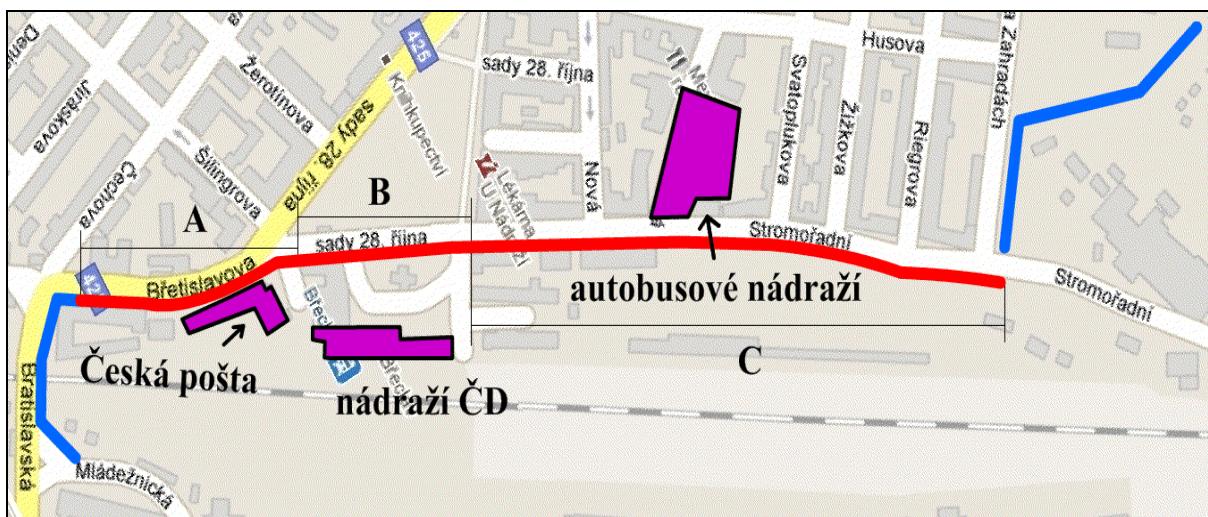 Jiráskova
Žerotínova
Šilingrova
Čechova
sady 28. října
425
Knihkupectví
sady 28. října
Lékárna
U Nádraží
Nová
Husova
Svatoplukova
Žižkova
Riegrova
Zahradách
A
B
sady 28. října
Břetislavova
Stromořadní
Stromořadní
autobusové nádraží
Česká pošta
nádraží ČD
C
Bratislavská
Mládežnická